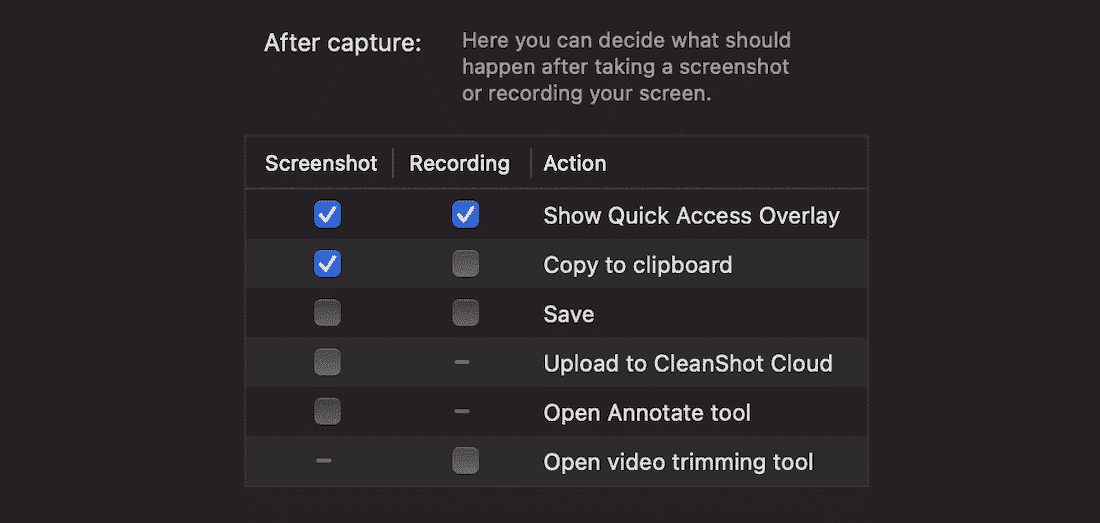 After capture:
Here you can decide what should
happen after taking a screenshot
or recording your screen.
Screenshot Recording Action
Show Quick Access Overlay
Copy to clipboard
Save
– Upload to CleanShot Cloud
– Open Annotate tool
– Open video trimming tool